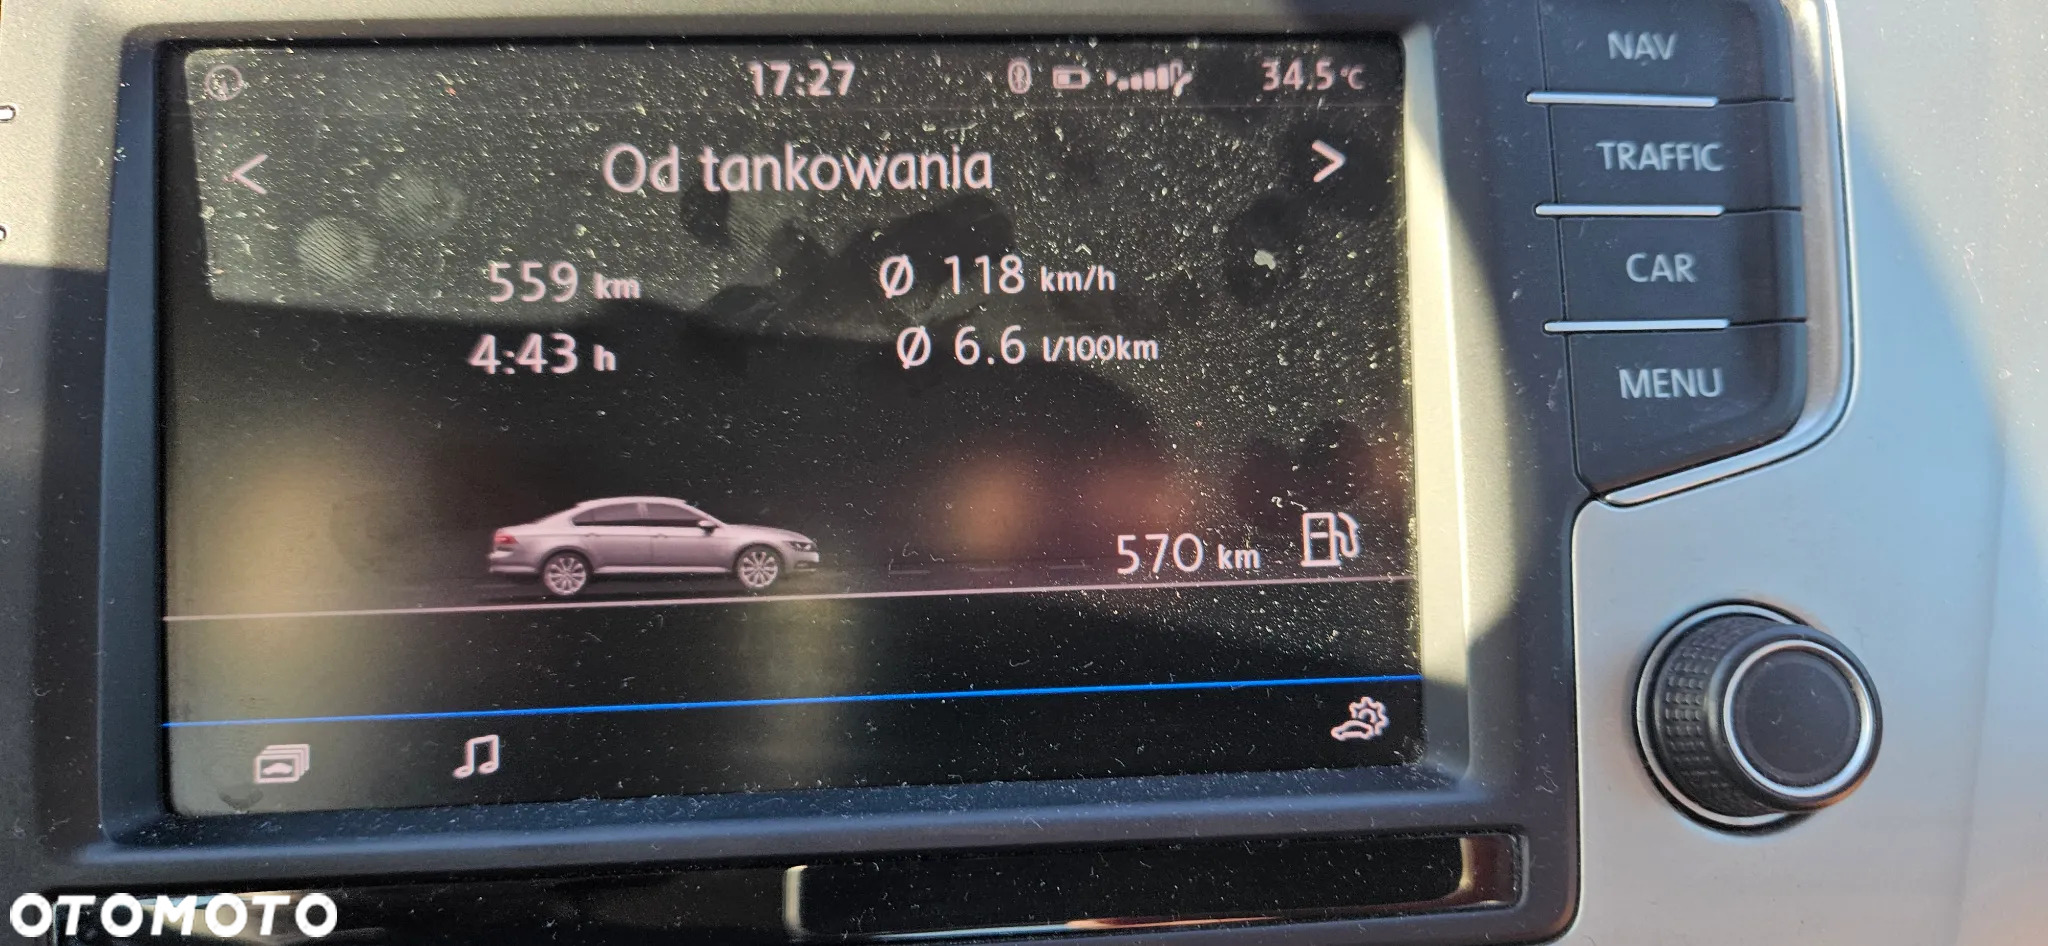 17:27 34.5°C
< Od tankowania >
559 km Ø 118 km/h
4:43 h Ø 6.6 l/100km
570 km
NAV
TRAFFIC
CAR
MENU
OTOMOTO